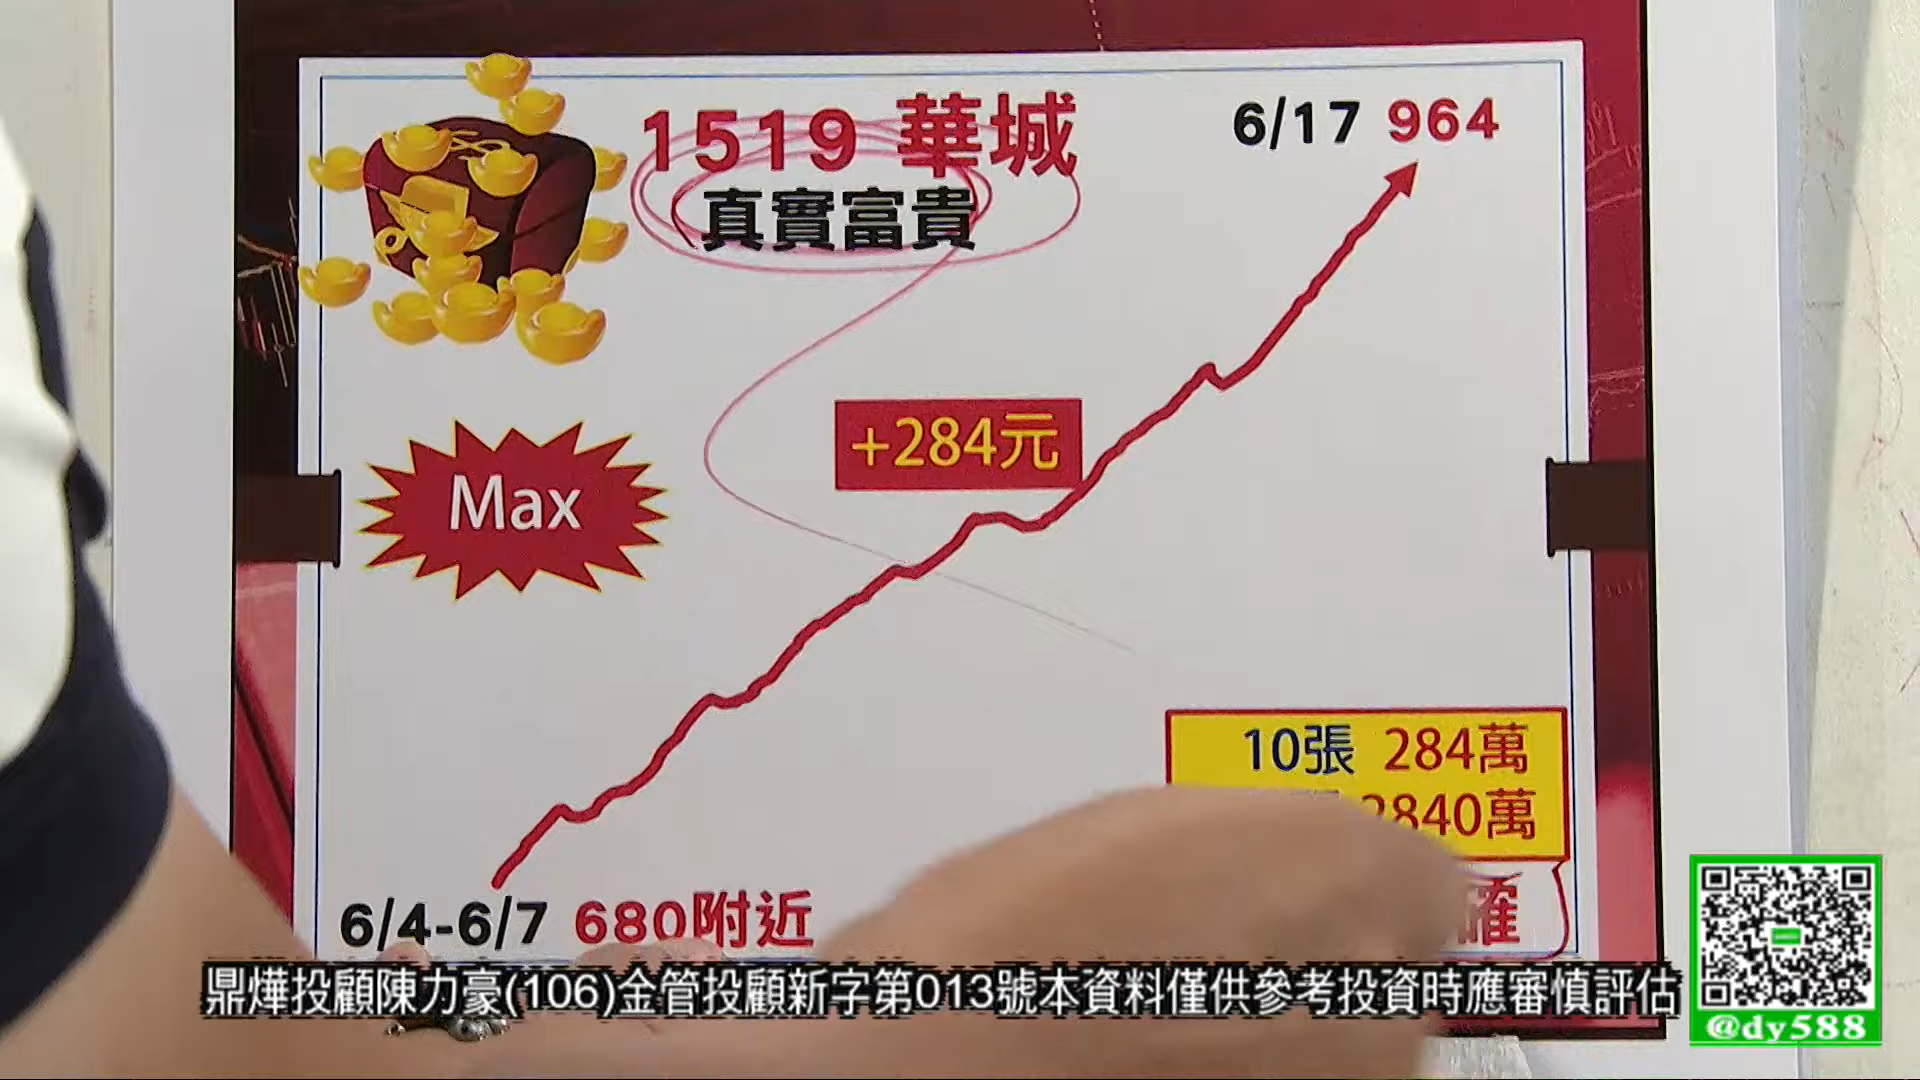 1519 華城
真實富貴
6/17 964
+284元
Max
10張 284萬
2840萬
6/4-6/7 680附近
確
鼎燁投顧陳力豪(106)金管投顧新字第013號本資料僅供參考投資時應審慎評估
@dy588